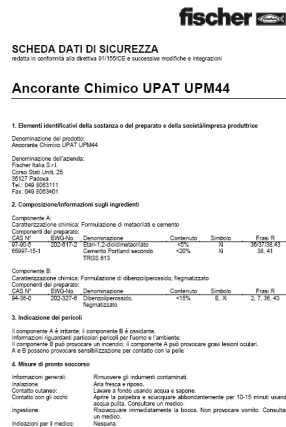 fischer
SCHEDA DATI DI SICUREZZA
redatta in conformità alla direttiva 91/155/CE e successive modifiche e integrazioni
Ancorante Chimico UPAT UPM44
1. Elementi identificativi della sostanza o del preparato e della società/impresa produttrice
Denominazione del prodotto:
Ancorante Chimico UPAT UPM44
Denominazione dell'azienda:
Fischer Italia S.r.l.
Corso Stati Uniti, 25
35127 Padova
Tel.: 049 8063111
Fax: 049 8063401
2. Composizione/informazioni sugli ingredienti
Componente A:
Caratterizzazione chimica: Formulazione di metacrilati e cemento
Componenti del preparato:
CAS N° EWG-No. Denominazione Contenuto Simbolo Frasi R
97-90-5 202-617-2 Etan-1,2-dioldimetacrilato <5% Xi 36/37/38,43
65997-15-1 Cemento Portland secondo <20% Xi 38, 41
TRGS 613
Componente B:
Caratterizzazione chimica: Formulazione di dibenzoilperossido, flegmatizzato
Componenti del preparato:
CAS N° EWG-No. Denominazione Contenuto Simbolo Frasi R
94-36-0 202-327-6 Dibenzoilperossido, <15% E, Xi 2, 7, 36, 43
flegmatizzato
3. Indicazione dei pericoli
Il componente A è irritante; il componente B è ossidante.
Informazioni riguardanti particolari pericoli per l'uomo e l'ambiente:
Il componente B può provocare un incendio; il componente A può provocare gravi lesioni oculari.
A e B possono provocare sensibilizzazione per contatto con la pelle
4. Misure di pronto soccorso
Informazioni generali: Rimuovere gli indumenti contaminati.
Inalazione: Aria fresca e riposo.
Contatto cutaneo: Lavare a fondo usando acqua e sapone.
Contatto con gli occhi: Aprire la palpebra e sciacquare abbondantemente per 10-15 minuti usando
acqua pulita. Consultare un medico.
Ingestione: Risciacquare immediatamente la bocca. Non provocare vomito. Consultare
un medico.
Indicazioni per il medico: Nessuna.